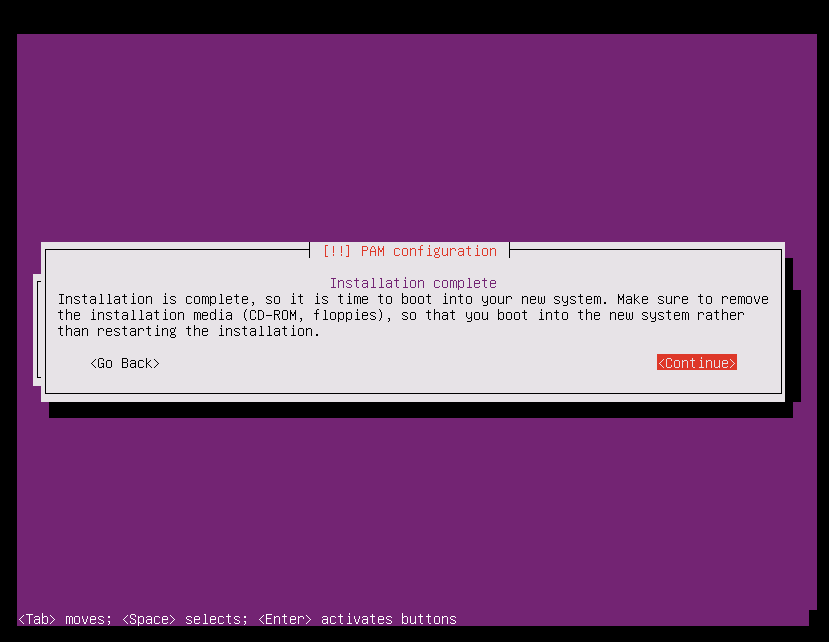 [!!] PAM configuration
Installation complete
Installation is complete, so it is time to boot into your new system. Make sure to remove
the installation media (CD-ROM, floppies), so that you boot into the new system rather
than restarting the installation.
<Go Back> <Continue>
<Tab> moves; <Space> selects; <Enter> activates buttons